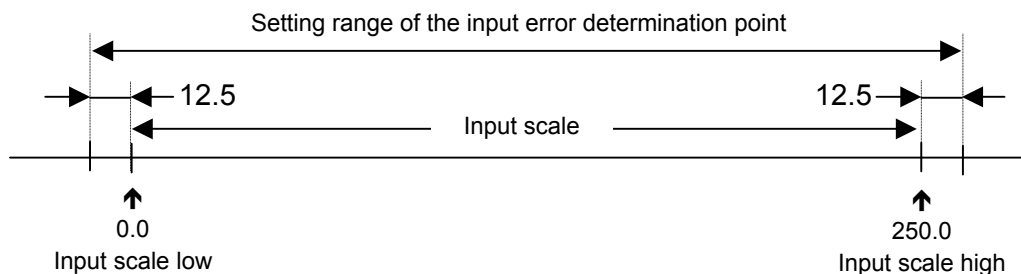 Setting range of the input error determination point
12.5
12.5
Input scale
0.0
250.0
Input scale low
Input scale high